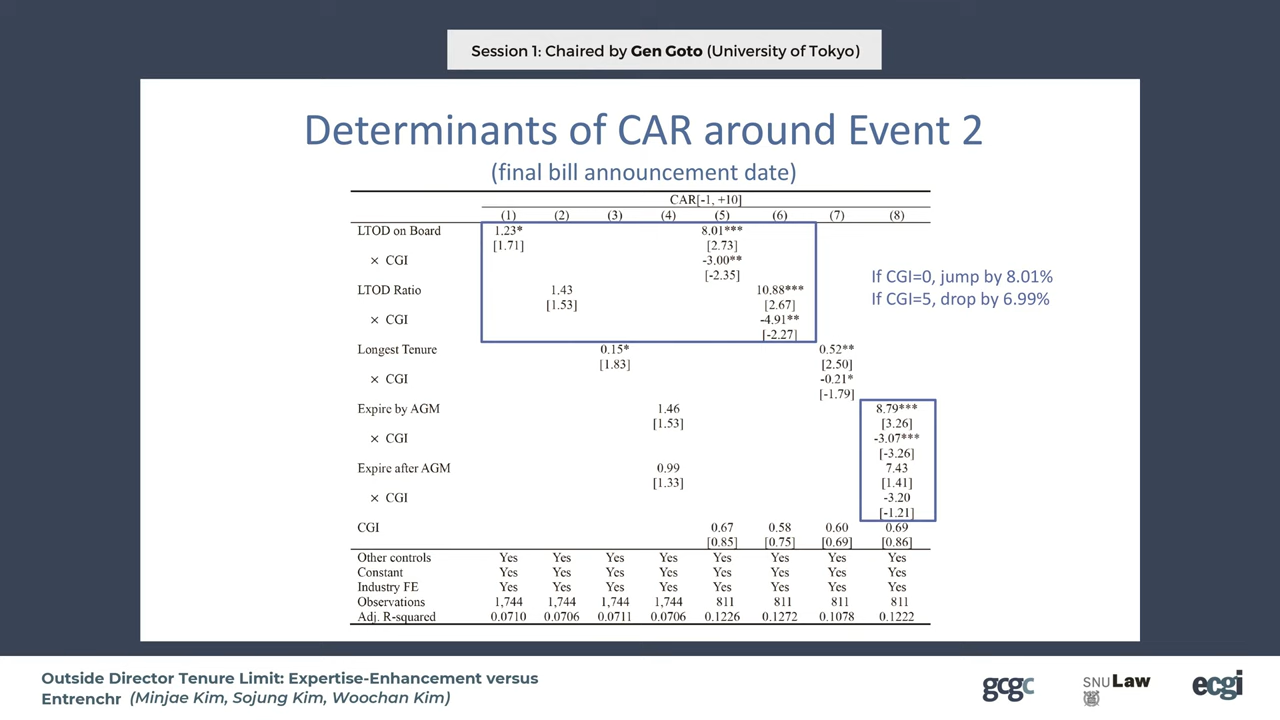 Session 1: Chaired by Gen Goto (University of Tokyo)
Determinants of CAR around Event 2
(final bill announcement date)
CAR[-1, +10]
(1) (2) (3) (4) (5) (6) (7) (8)
LTOD on Board 1.23* 8.01***
[1.71] [2.73]
× CGI -3.00**
[-2.35]
LTOD Ratio 1.43 10.88***
[1.53] [2.67]
× CGI -4.91**
[-2.27]
If CGI=0, jump by 8.01%
If CGI=5, drop by 6.99%
Longest Tenure 0.15* 0.52**
[1.83] [2.50]
× CGI -0.21*
[-1.79]
Expire by AGM 1.46 8.79***
[1.53] [3.26]
× CGI -3.07***
[-3.26]
Expire after AGM 0.99 7.43
[1.33] [1.41]
× CGI -3.20
[-1.21]
CGI 0.67 0.58 0.60 0.69
[0.85] [0.75] [0.69] [0.86]
Other controls Yes Yes Yes Yes Yes Yes Yes Yes
Constant Yes Yes Yes Yes Yes Yes Yes Yes
Industry FE Yes Yes Yes Yes Yes Yes Yes Yes
Observations 1,744 1,744 1,744 1,744 811 811 811 811
Adj. R-squared 0.0710 0.0706 0.0711 0.0706 0.1226 0.1272 0.1078 0.1222
Outside Director Tenure Limit: Expertise-Enhancement versus
Entrenchr (Minjae Kim, Sojung Kim, Woochan Kim)
gcgc
SNU Law
ecgi